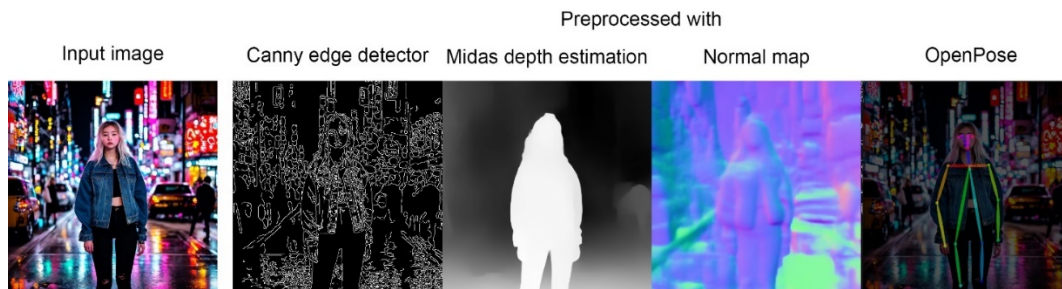 Preprocessed with
Input image
Canny edge detector
Midas depth estimation
Normal map
OpenPose